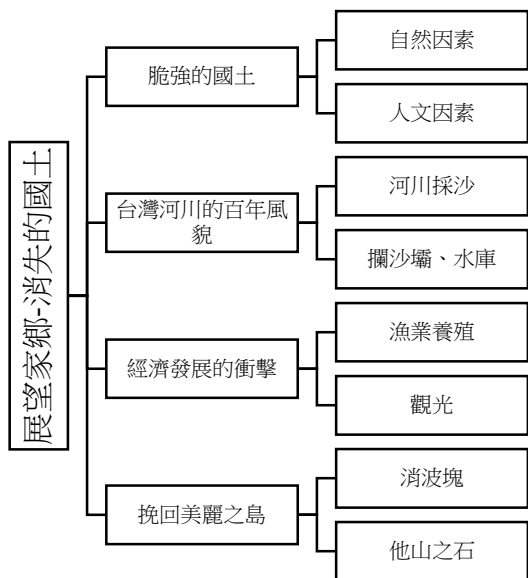 展望家鄉-消失的國土
脆強的國土
自然因素
人文因素
台灣河川的百年風
貌
河川採沙
攔沙壩、水庫
經濟發展的衝擊
漁業養殖
觀光
挽回美麗之島
消波塊
他山之石